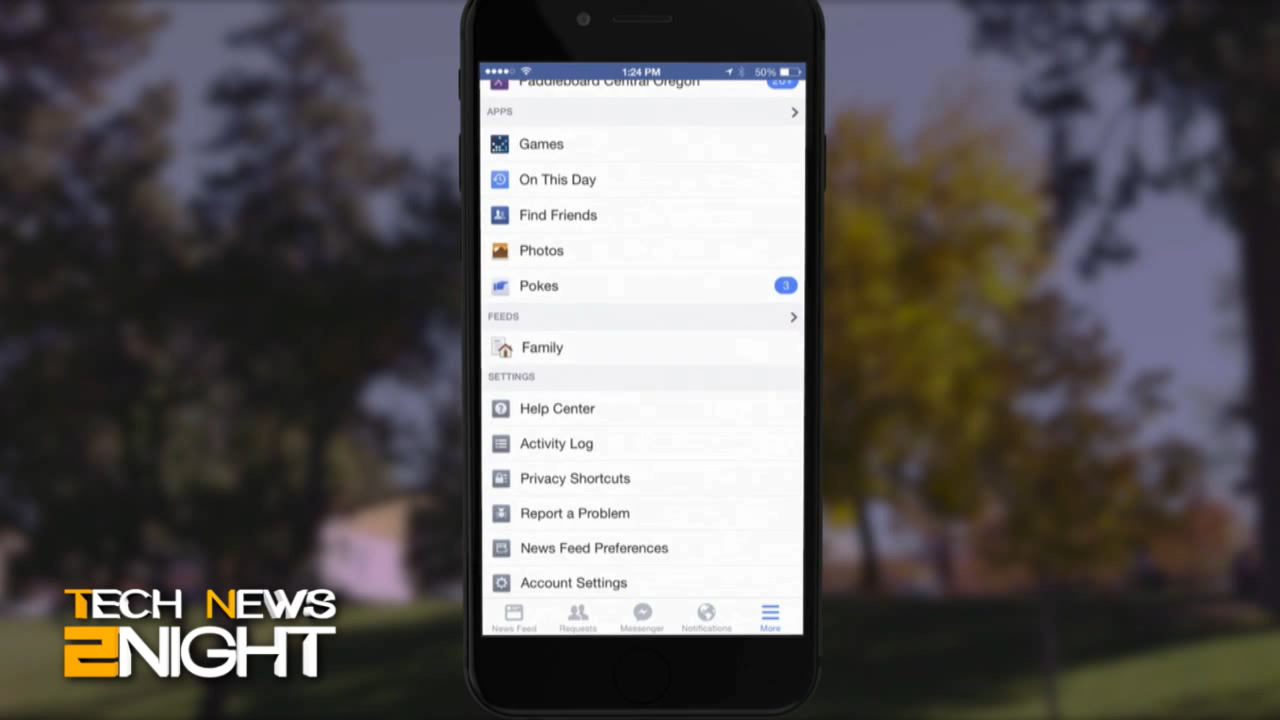 1:24 PM
50%
Paddleboard Central Oregon
20+
APPS
Games
On This Day
Find Friends
Photos
Pokes
3
FEEDS
Family
SETTINGS
Help Center
Activity Log
Privacy Shortcuts
Report a Problem
News Feed Preferences
Account Settings
News Feed
Requests
Messenger
Notifications
More
TECH NEWS
2NIGHT